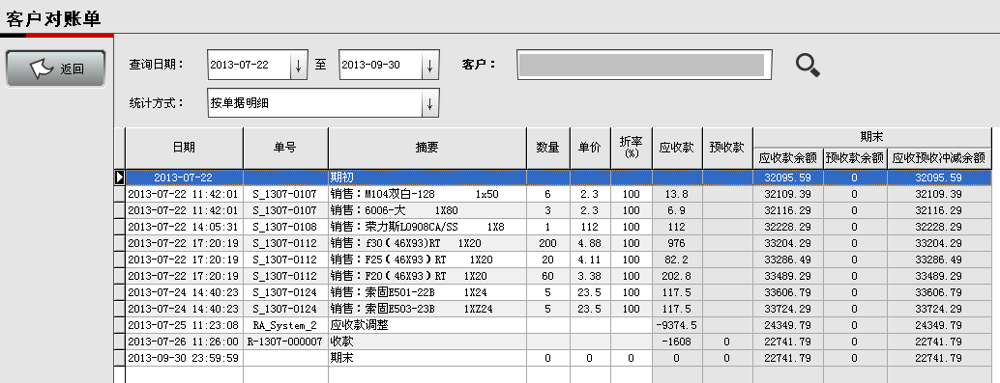 客户对账单
返回
查询日期： 2013-07-22 ↓ 至 2013-09-30 ↓ 客户：
统计方式： 按单据明细 ↓
日期 单号 摘要 数量 单价 折率(%) 应收款 预收款 期末
应收款余额 预收款余额 应收预收冲减余额
2013-07-22 期初 32095.59 0 32095.59
2013-07-22 11:42:01 S_1307-0107 销售：M104双白-128 1x50 6 2.3 100 13.8 32109.39 0 32109.39
2013-07-22 11:42:01 S_1307-0107 销售：6006-大 1X80 3 2.3 100 6.9 32116.29 0 32116.29
2013-07-22 14:05:31 S_1307-0108 销售：荣力斯L0908CA/SS 1X8 1 112 100 112 32228.29 0 32228.29
2013-07-22 17:20:19 S_1307-0112 销售：f30（46X93)RT 1X20 200 4.88 100 976 33204.29 0 33204.29
2013-07-22 17:20:19 S_1307-0112 销售：F25（46X93）RT 1X20 20 4.11 100 82.2 33286.49 0 33286.49
2013-07-22 17:20:19 S_1307-0112 销售：F20（46X93）RT 1X20 60 3.38 100 202.8 33489.29 0 33489.29
2013-07-24 14:40:23 S_1307-0124 销售：索固E501-22B 1X24 5 23.5 100 117.5 33606.79 0 33606.79
2013-07-24 14:40:23 S_1307-0124 销售：索固E503-23B 1XZ24 5 23.5 100 117.5 33724.29 0 33724.29
2013-07-25 11:23:08 RA_System_2 应收款调整 -9374.5 24349.79 0 24349.79
2013-07-26 11:26:00 R-1307-000007 收款 -1608 0 22741.79 0 22741.79
2013-09-30 23:59:59 期末 0 0 0 0 0 22741.79 0 22741.79